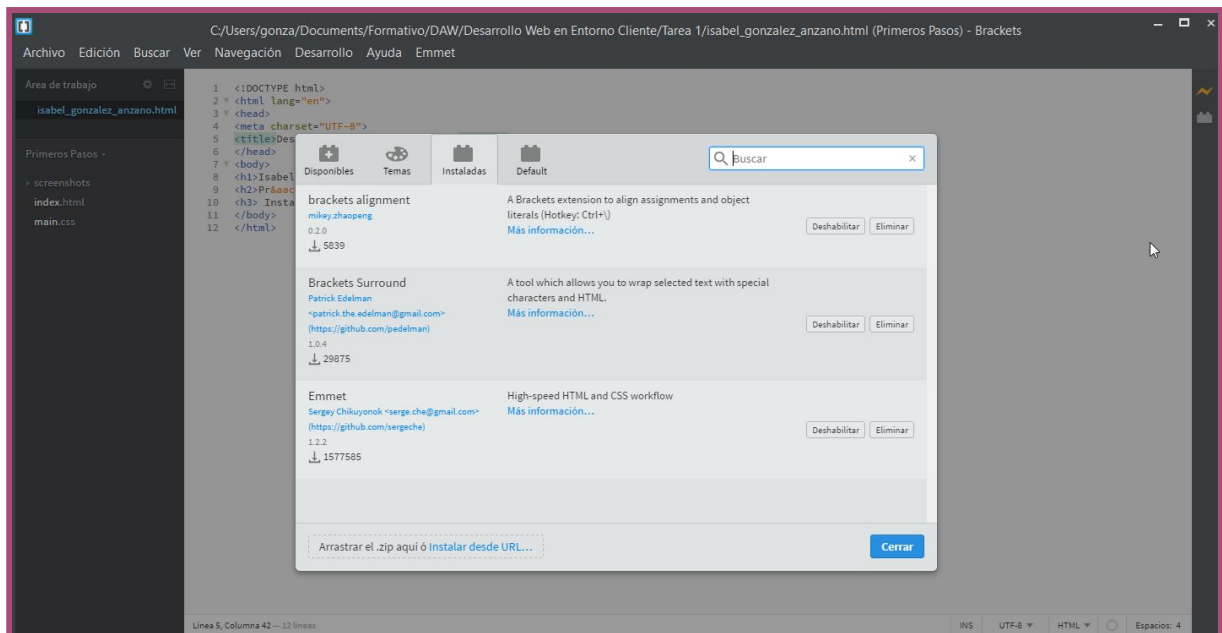 C:/Users/gonza/Documents/Formativo/DAW/Desarrollo Web en Entorno Cliente/Tarea 1/isabel_gonzalez_anzano.html (Primeros Pasos) - Brackets
Archivo Edición Buscar Ver Navegación Desarrollo Ayuda Emmet
Área de trabajo
isabel_gonzalez_anzano.html
Primeros Pasos
screenshots
index.html
main.css
1 <!DOCTYPE html>
2 <html lang="en">
3 <head>
4 <meta charset="UTF-8">
5 <title>Des
6 </head>
7 <body>
8 <h1>Isabel
9 <h2>Pr&aac
10 <h3> Insta
11 </body>
12 </html>
Disponibles Temas Instaladas Default
Buscar ×
brackets alignment
mikey.zhaopeng
0.2.0
5839
A Brackets extension to align assignments and object
literals (Hotkey: Ctrl+\)
Más información...
Deshabilitar Eliminar
Brackets Surround
Patrick Edelman
<patrick.the.edelman@gmail.com>
(https://github.com/pedelman)
1.0.4
29875
A tool which allows you to wrap selected text with special
characters and HTML.
Más información...
Deshabilitar Eliminar
Emmet
Sergey Chikuyonok <serge.che@gmail.com>
(https://github.com/sergeche)
1.2.2
1577585
High-speed HTML and CSS workflow
Más información...
Deshabilitar Eliminar
Arrastrar el .zip aquí ó Instalar desde URL...
Cerrar
Línea 5, Columna 42 — 12 líneas
INS UTF-8 HTML Espacios: 4